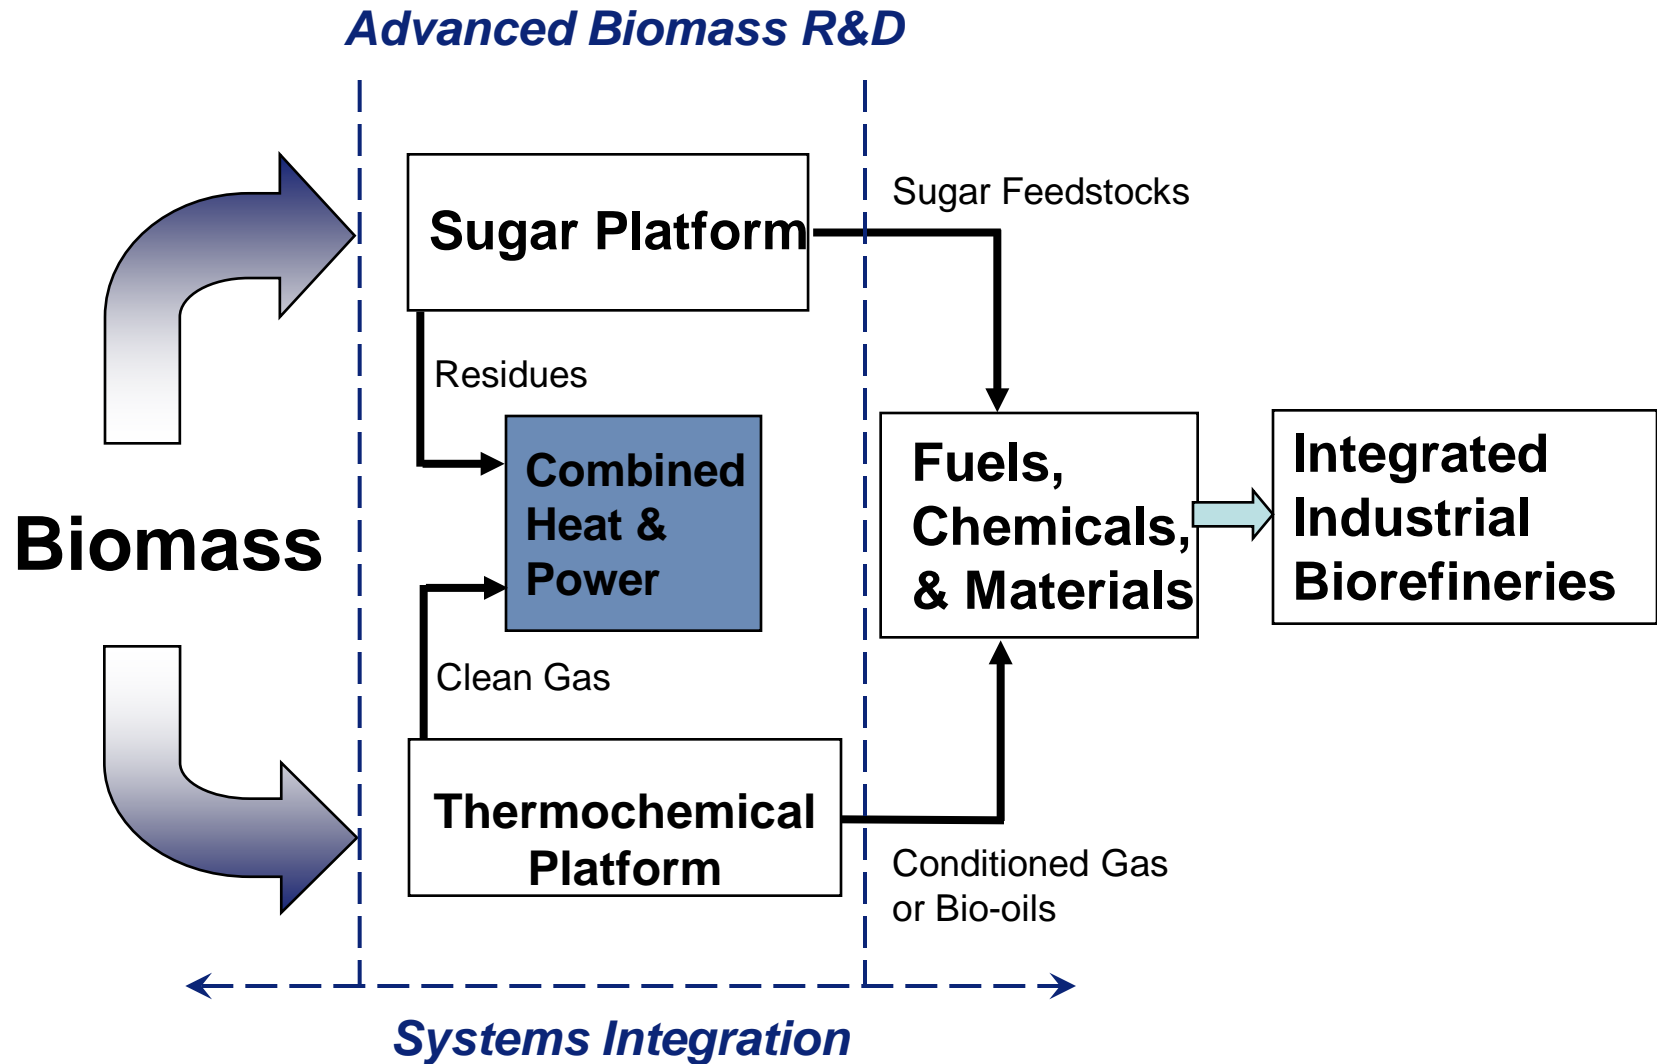 Advanced Biomass R&D
Sugar Platform
Sugar Feedstocks
Residues
Combined
Heat &
Power
Fuels,
Chemicals,
& Materials
Integrated
Industrial
Biorefineries
Biomass
Clean Gas
Thermochemical
Platform
Conditioned Gas
or Bio-oils
Systems Integration